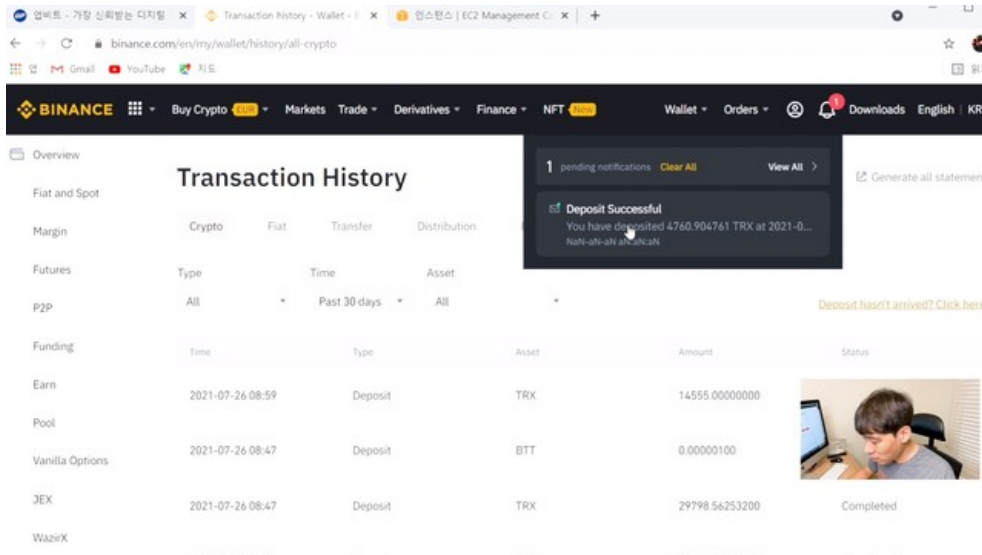 업비트 - 가장 신뢰받는 디지털
Transaction history - Wallet -
인스턴스 | EC2 Management C
binance.com/en/my/wallet/history/all-crypto
앱 Gmail YouTube 지도
BINANCE Buy Crypto EUR Markets Trade Derivatives Finance NFT New Wallet Orders 1 Downloads English KR
Overview
Fiat and Spot
Margin
Futures
P2P
Funding
Earn
Pool
Vanilla Options
JEX
WazirX
Transaction History
Generate all statemen
1 pending notifications Clear All View All
Deposit Successful
You have deposited 4760.904761 TRX at 2021-0...
NaN-aN-aN aN:aN:aN
Crypto Fiat Transfer Distribution
Type Time Asset
All Past 30 days All
Deposit hasn't arrived? Click here
Time Type Asset Amount Status
2021-07-26 08:59 Deposit TRX 14555.00000000
2021-07-26 08:47 Deposit BTT 0.00000100
2021-07-26 08:47 Deposit TRX 29798.56253200 Completed